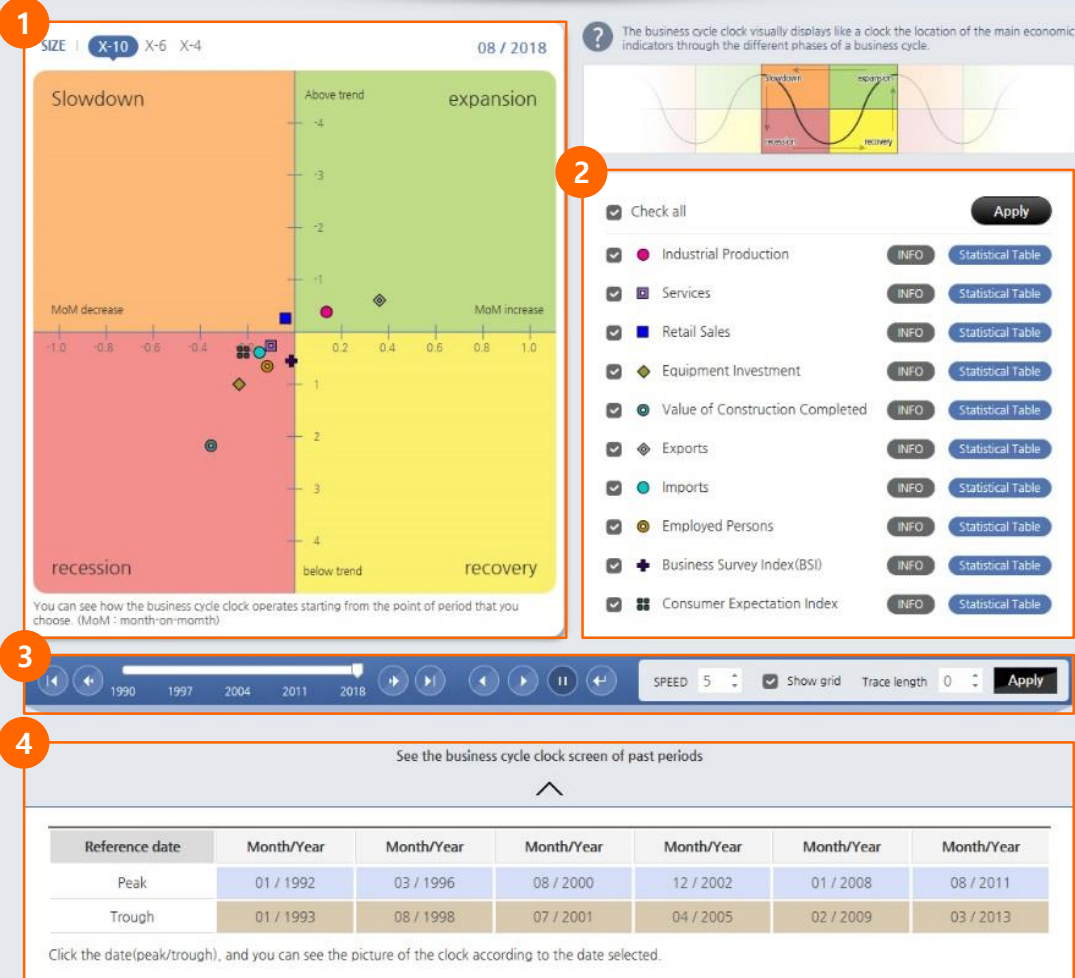 1
SIZE | X-10 X-6 X-4 08 / 2018
? The business cycle clock visually displays like a clock the location of the main economic
indicators through the different phases of a business cycle.
slowdown expansion
recession recovery
Slowdown Above trend expansion
-4
-3
-2
-1
MoM decrease MoM increase
-1.0 -0.8 -0.6 -0.4 0.2 0.4 0.6 0.8 1.0
1
2
3
4
recession below trend recovery
You can see how the business cycle clock operates starting from the point of period that you
choose. (MoM : month-on-momth)
2
Check all Apply
Industrial Production INFO Statistical Table
Services INFO Statistical Table
Retail Sales INFO Statistical Table
Equipment Investment INFO Statistical Table
Value of Construction Completed INFO Statistical Table
Exports INFO Statistical Table
Imports INFO Statistical Table
Employed Persons INFO Statistical Table
Business Survey Index(BSI) INFO Statistical Table
Consumer Expectation Index INFO Statistical Table
3
1990 1997 2004 2011 2018 SPEED 5 Show grid Trace length 0 Apply
4
See the business cycle clock screen of past periods
Reference date Month/Year Month/Year Month/Year Month/Year Month/Year Month/Year
Peak 01 / 1992 03 / 1996 08 / 2000 12 / 2002 01 / 2008 08 / 2011
Trough 01 / 1993 08 / 1998 07 / 2001 04 / 2005 02 / 2009 03 / 2013
Click the date(peak/trough), and you can see the picture of the clock according to the date selected.